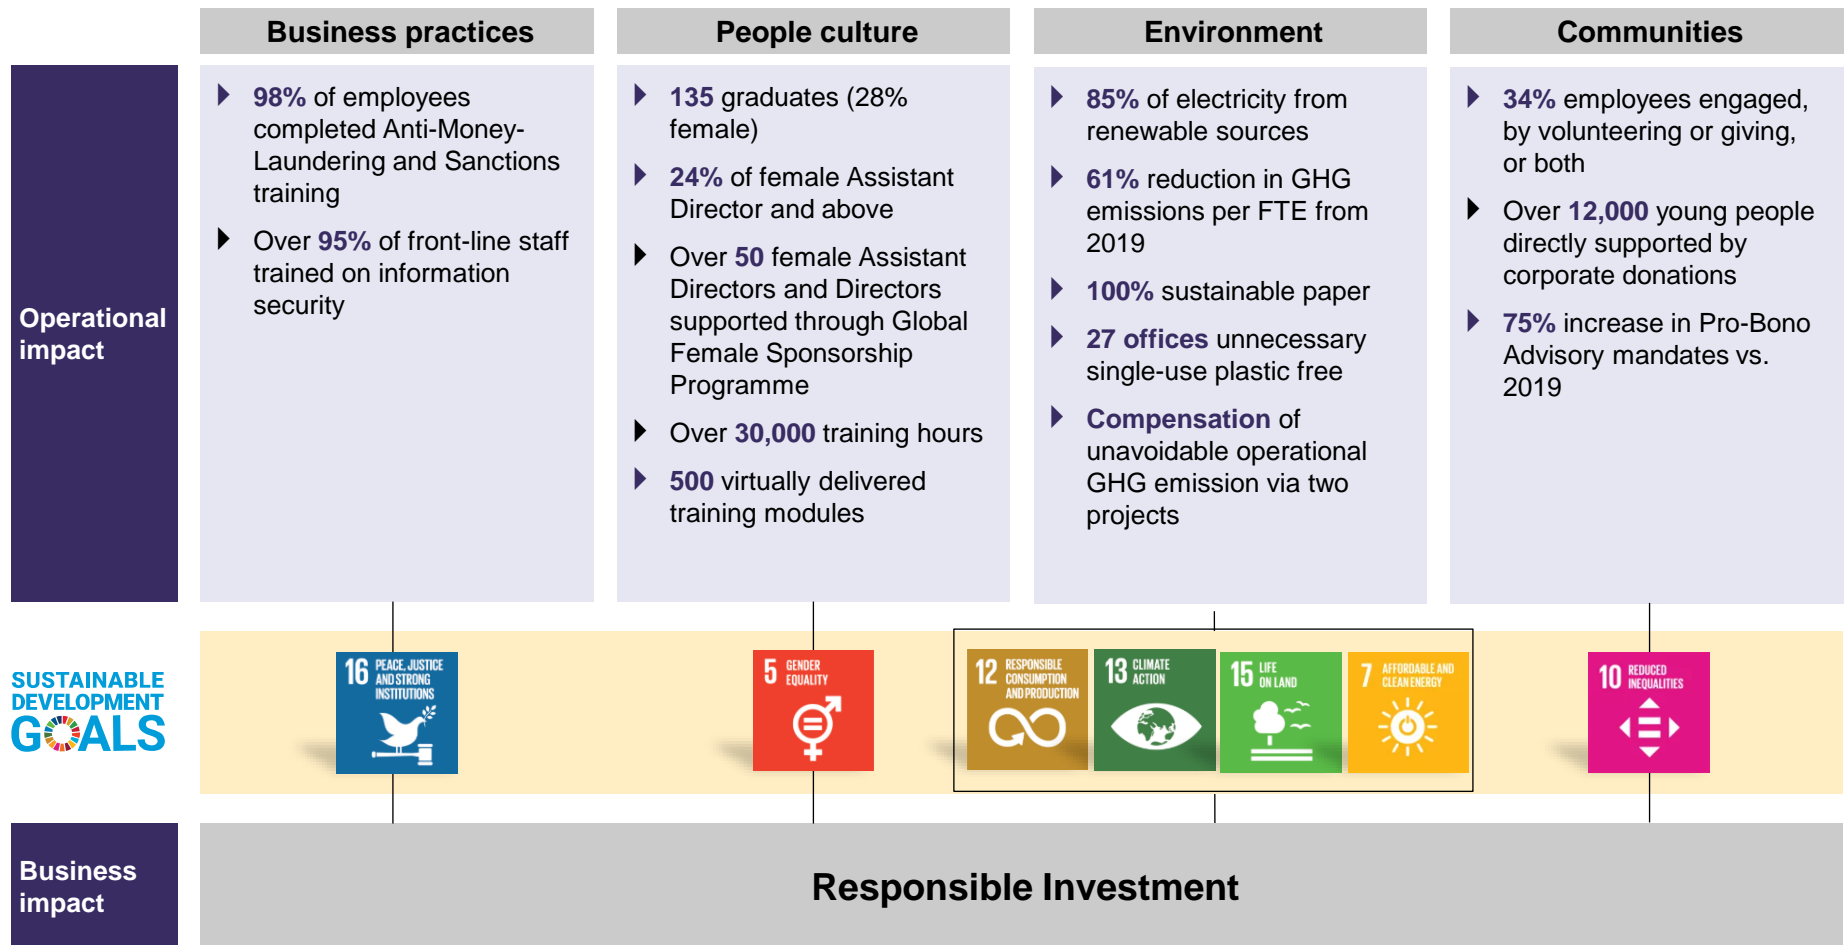 Business practices
People culture
Environment
Communities
Operational
impact
98% of employees
completed Anti-Money-
Laundering and Sanctions
training
Over 95% of front-line staff
trained on information
security
135 graduates (28%
female)
24% of female Assistant
Director and above
Over 50 female Assistant
Directors and Directors
supported through Global
Female Sponsorship
Programme
Over 30,000 training hours
500 virtually delivered
training modules
85% of electricity from
renewable sources
61% reduction in GHG
emissions per FTE from
2019
100% sustainable paper
27 offices unnecessary
single-use plastic free
Compensation of
unavoidable operational
GHG emission via two
projects
34% employees engaged,
by volunteering or giving,
or both
Over 12,000 young people
directly supported by
corporate donations
75% increase in Pro-Bono
Advisory mandates vs.
2019
SUSTAINABLE
DEVELOPMENT
GOALS
16 PEACE, JUSTICE
AND STRONG
INSTITUTIONS
5 GENDER
EQUALITY
12 RESPONSIBLE
CONSUMPTION
AND PRODUCTION
13 CLIMATE
ACTION
15 LIFE
ON LAND
7 AFFORDABLE AND
CLEAN ENERGY
10 REDUCED
INEQUALITIES
Business
impact
Responsible Investment